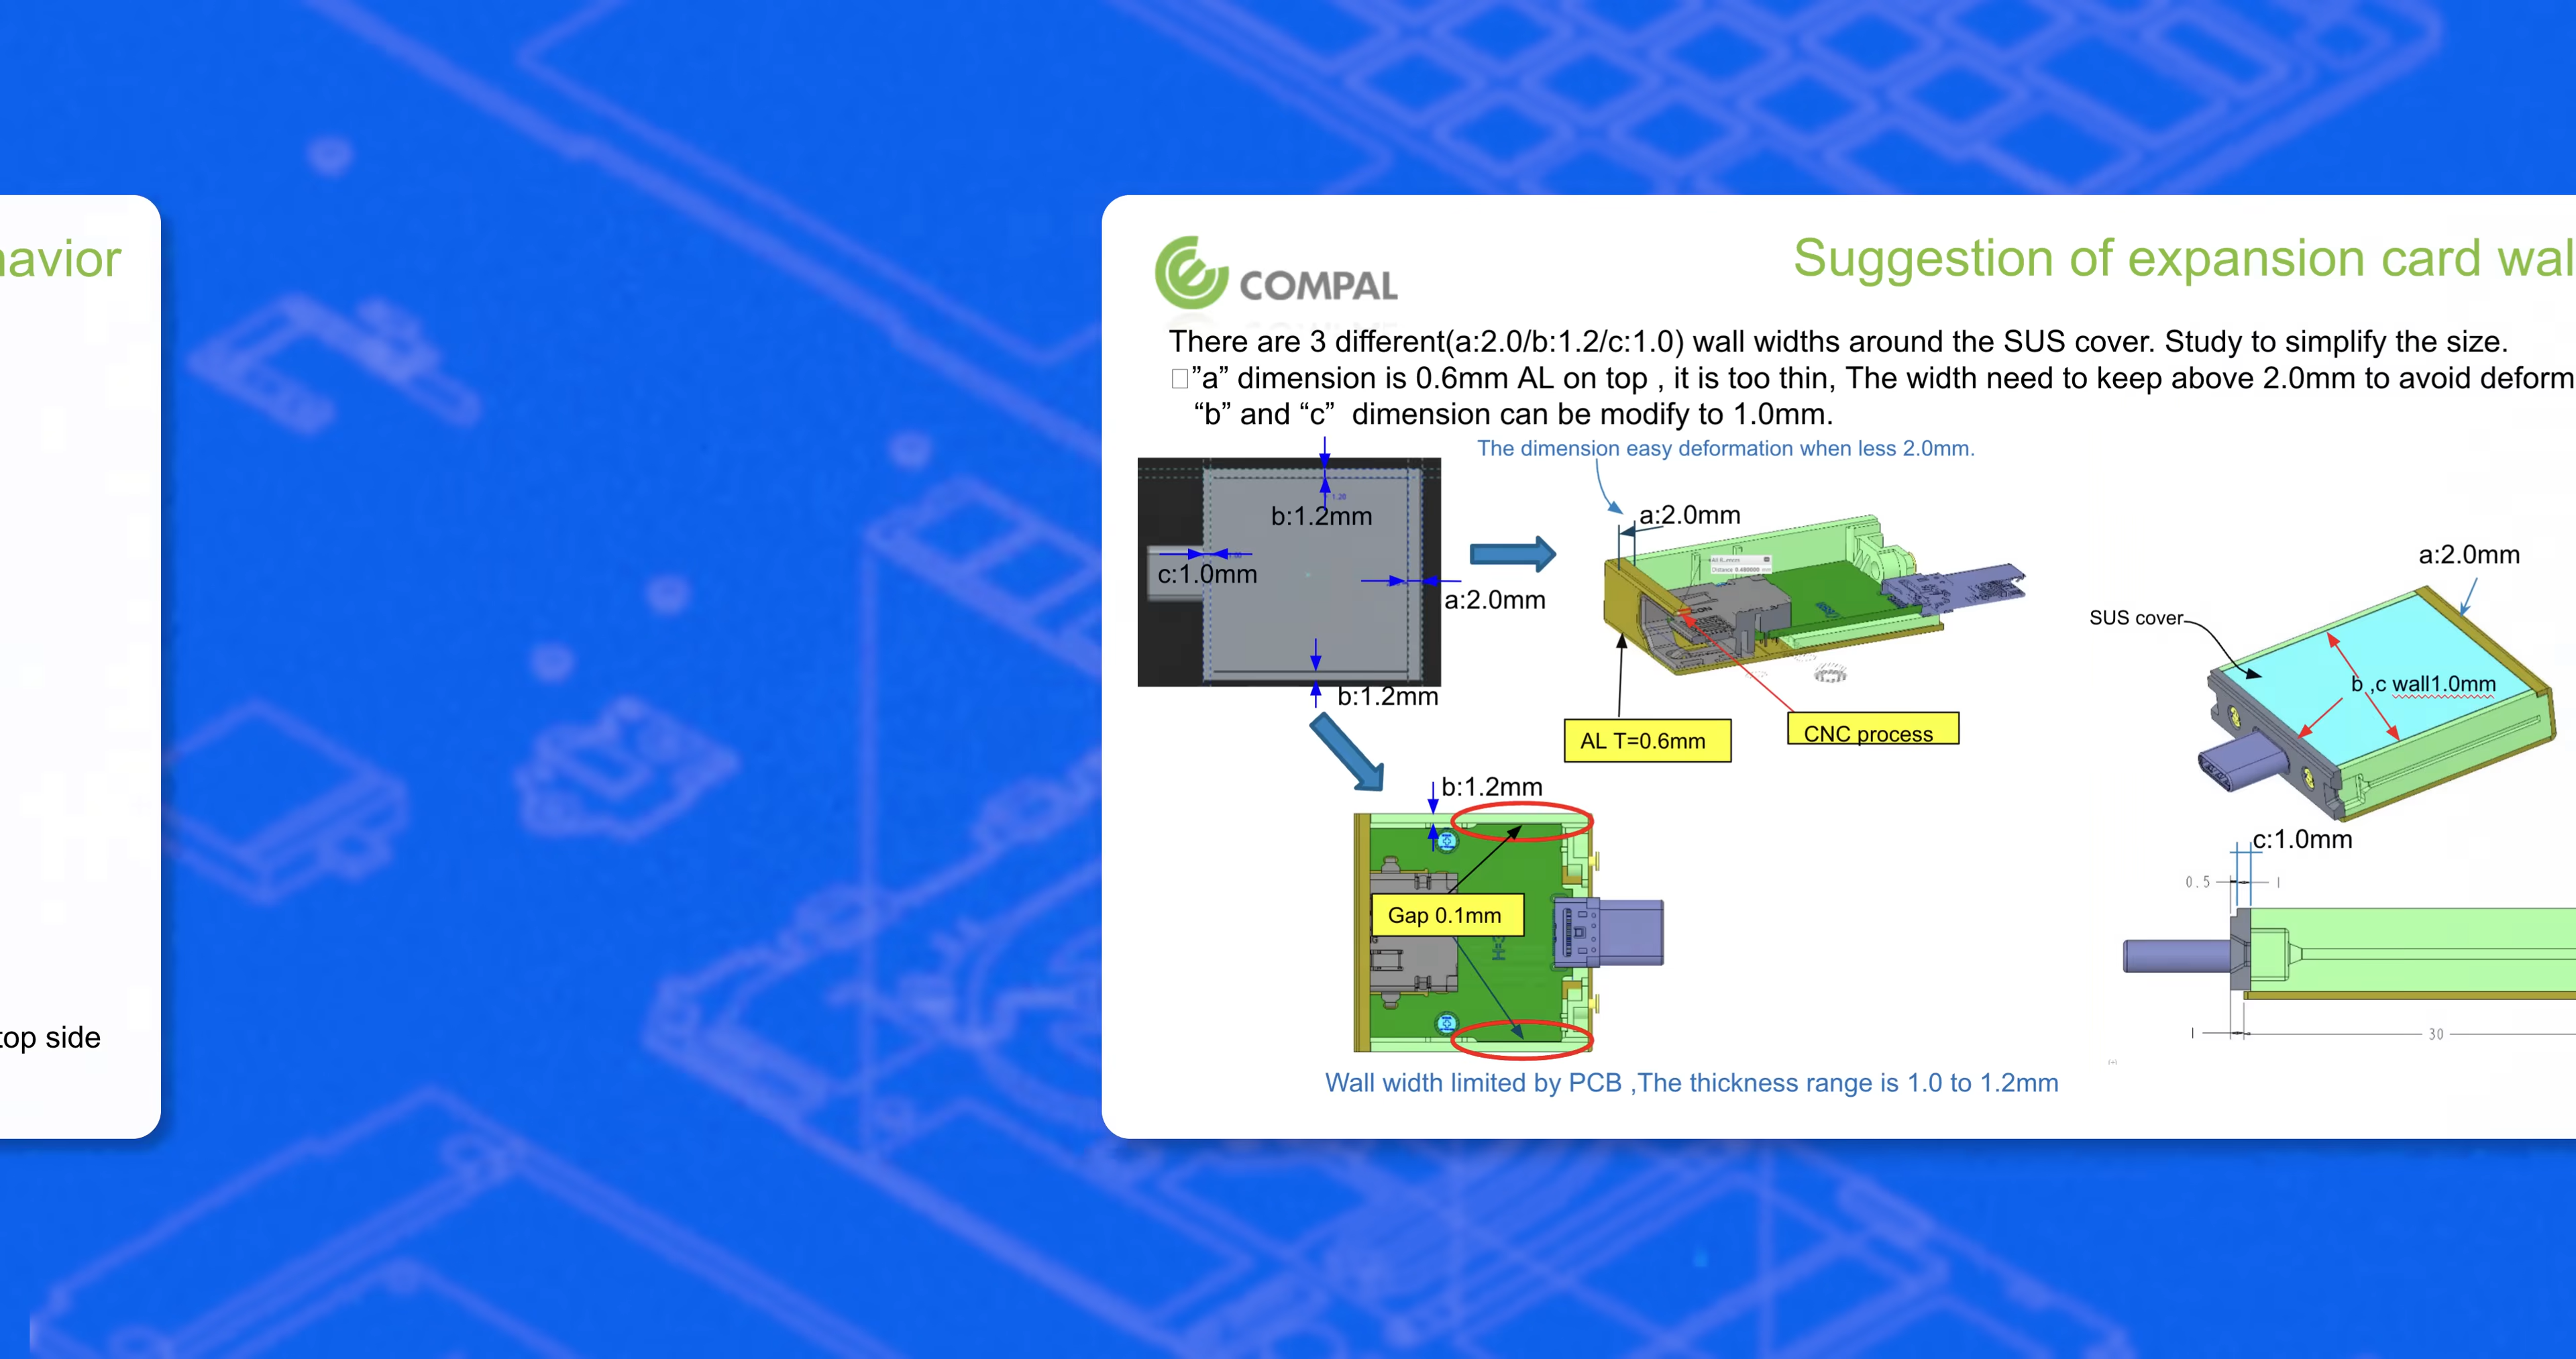 avior
top side
COMPAL
Suggestion of expansion card wal
There are 3 different(a:2.0/b:1.2/c:1.0) wall widths around the SUS cover. Study to simplify the size.
”a” dimension is 0.6mm AL on top , it is too thin, The width need to keep above 2.0mm to avoid deform
“b” and “c” dimension can be modify to 1.0mm.
The dimension easy deformation when less 2.0mm.
b:1.2mm
c:1.0mm
a:2.0mm
b:1.2mm
a:2.0mm
AL T=0.6mm
CNC process
a:2.0mm
SUS cover
b ,c wall1.0mm
b:1.2mm
Gap 0.1mm
c:1.0mm
0.5
1
1
30
Wall width limited by PCB ,The thickness range is 1.0 to 1.2mm